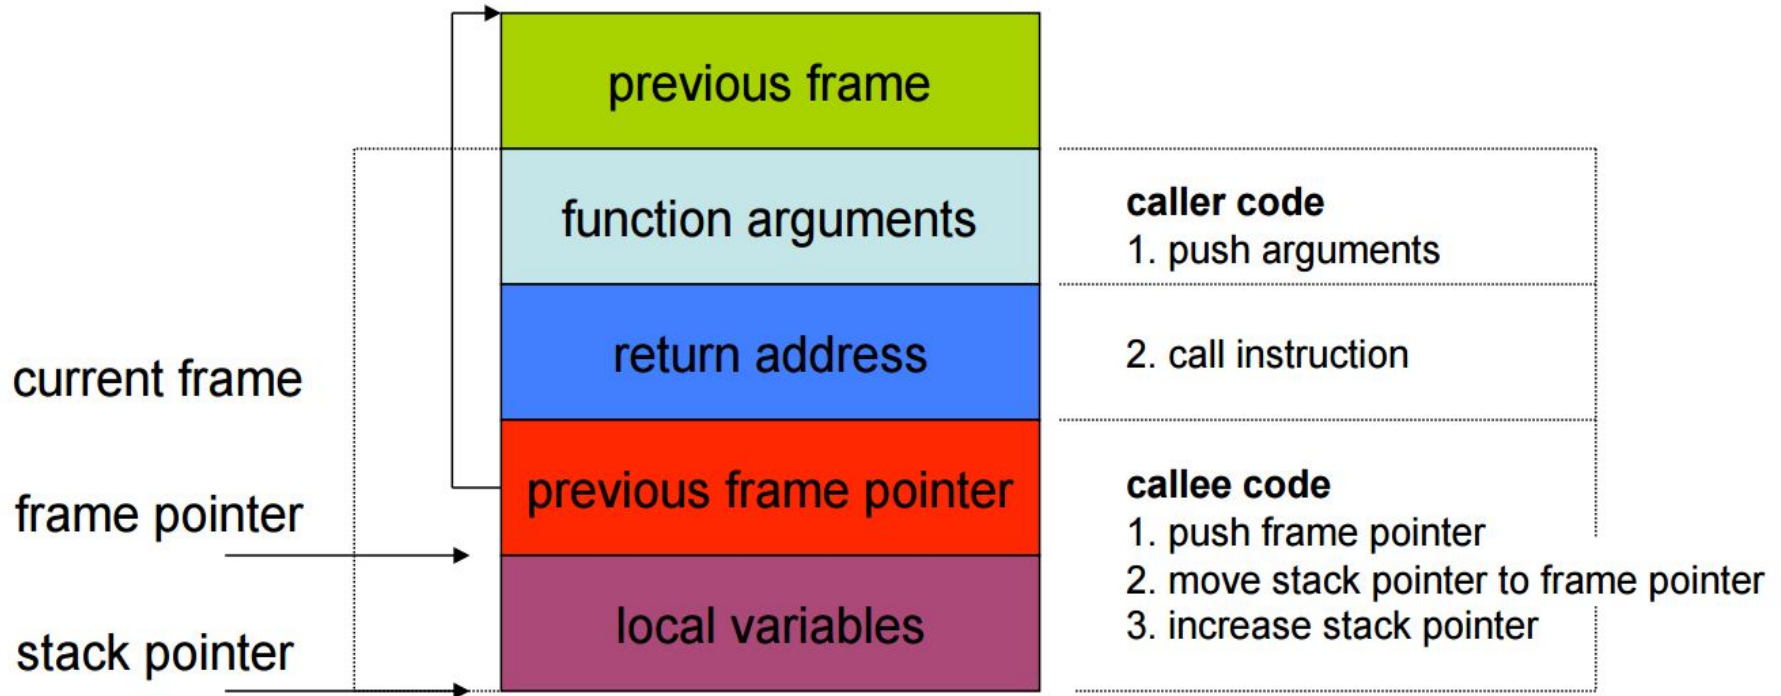 previous frame
function arguments
caller code
1. push arguments
return address
2. call instruction
current frame
previous frame pointer
callee code
frame pointer
1. push frame pointer
2. move stack pointer to frame pointer
local variables
3. increase stack pointer
stack pointer